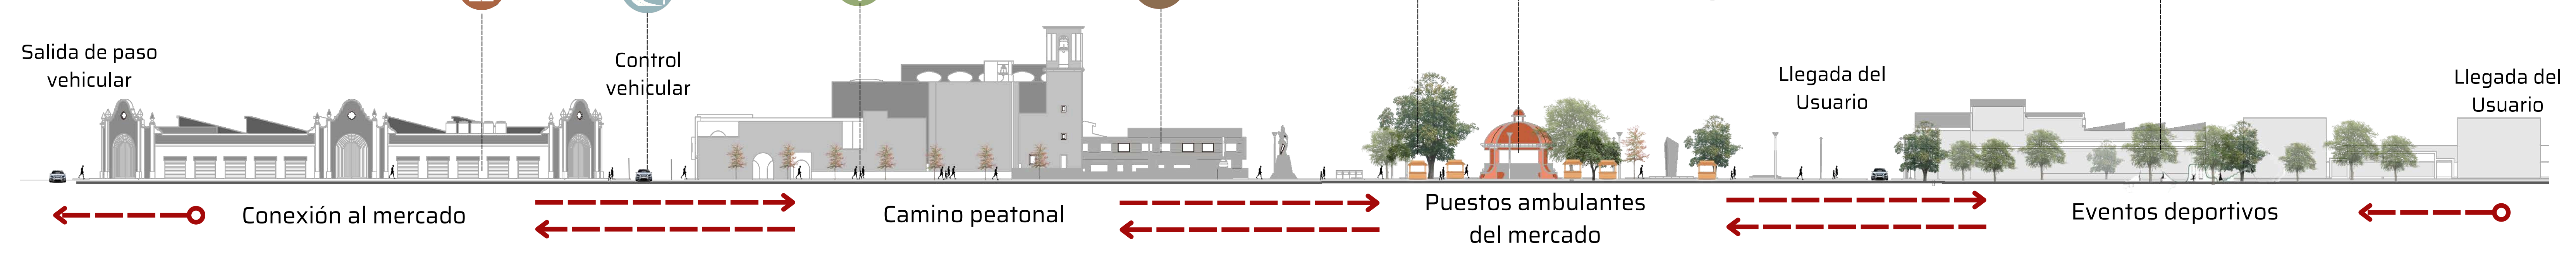 Salida de paso
vehicular
Control
vehicular
Llegada del
Usuario
Llegada del
Usuario
Conexión al mercado
Camino peatonal
Puestos ambulantes
del mercado
Eventos deportivos